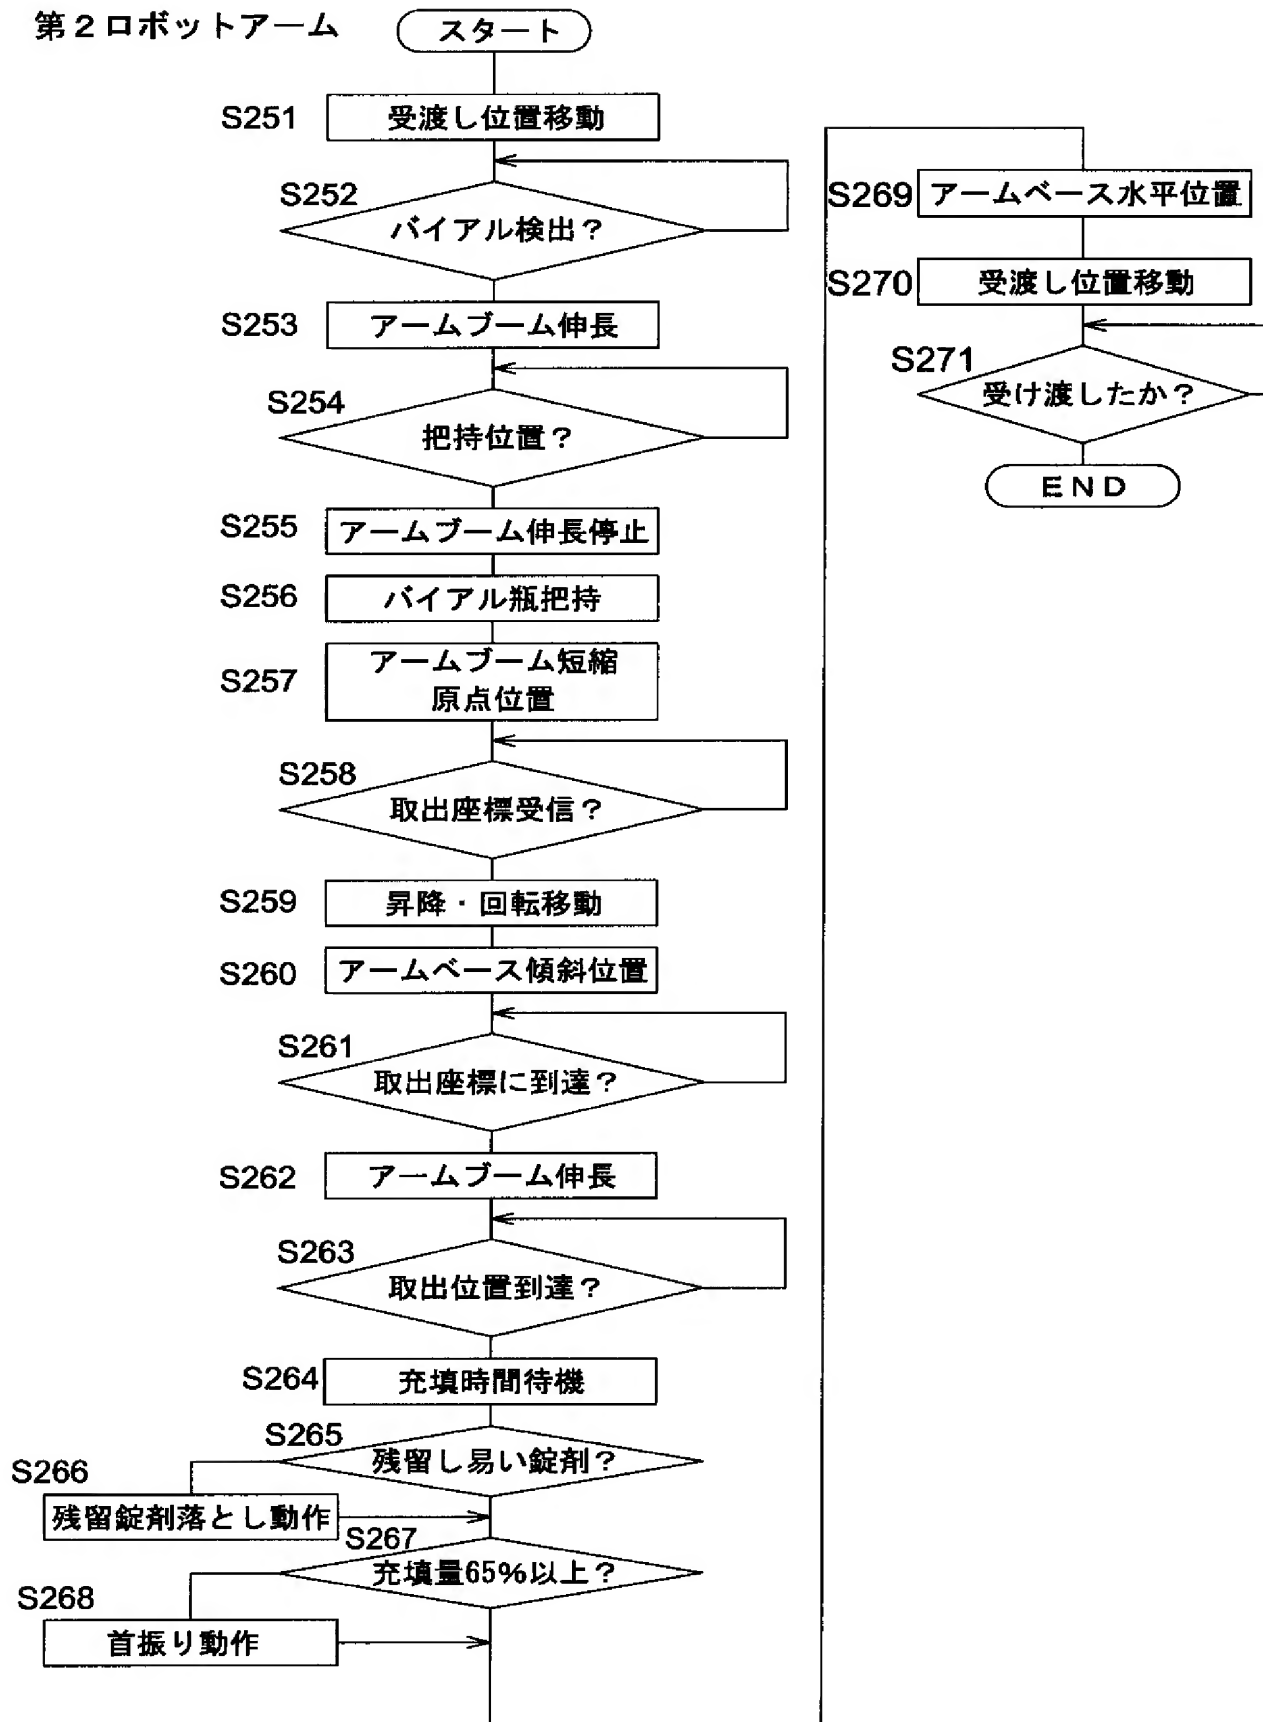 第２ロボットアーム
スタート
S251
受渡し位置移動
S252
バイアル検出？
S253
アームブーム伸長
S254
把持位置？
S255
アームブーム伸長停止
S256
バイアル瓶把持
S257
アームブーム短縮
原点位置
S258
取出座標受信？
S259
昇降・回転移動
S260
アームベース傾斜位置
S261
取出座標に到達？
S262
アームブーム伸長
S263
取出位置到達？
S264
充填時間待機
S265
残留し易い錠剤？
S266
残留錠剤落とし動作
S267
充填量65%以上？
S268
首振り動作
S269
アームベース水平位置
S270
受渡し位置移動
S271
受け渡したか？
ＥＮＤ